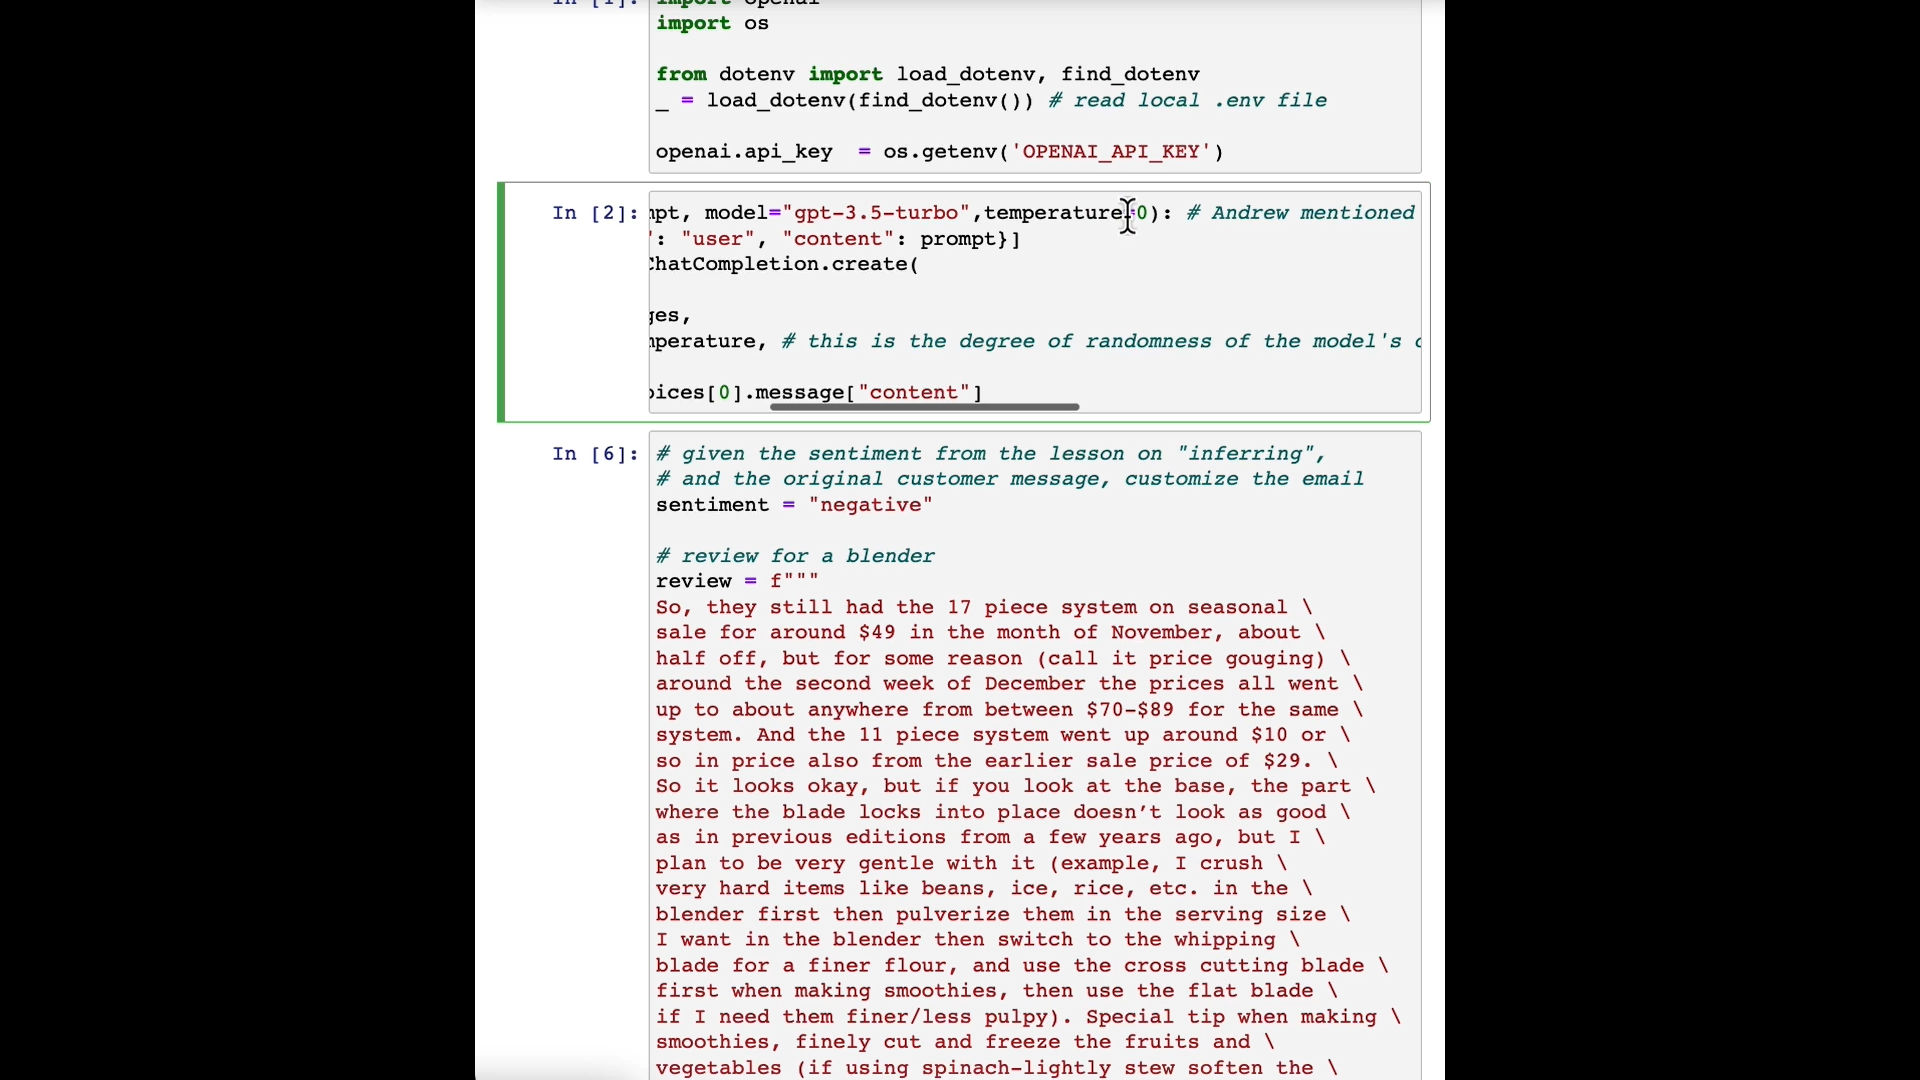 In [1]: import openai
import os
from dotenv import load_dotenv, find_dotenv
_ = load_dotenv(find_dotenv()) # read local .env file
openai.api_key  = os.getenv('OPENAI_API_KEY')
In [2]: mpt, model="gpt-3.5-turbo",temperature=0): # Andrew mentioned
": "user", "content": prompt}]
ChatCompletion.create(
ges,
mperature, # this is the degree of randomness of the model's
oices[0].message["content"]
In [6]: # given the sentiment from the lesson on "inferring",
# and the original customer message, customize the email
sentiment = "negative"
# review for a blender
review = f"""
So, they still had the 17 piece system on seasonal \
sale for around $49 in the month of November, about \
half off, but for some reason (call it price gouging) \
around the second week of December the prices all went \
up to about anywhere from between $70-$89 for the same \
system. And the 11 piece system went up around $10 or \
so in price also from the earlier sale price of $29. \
So it looks okay, but if you look at the base, the part \
where the blade locks into place doesn’t look as good \
as in previous editions from a few years ago, but I \
plan to be very gentle with it (example, I crush \
very hard items like beans, ice, rice, etc. in the \
blender first then pulverize them in the serving size \
I want in the blender then switch to the whipping \
blade for a finer flour, and use the cross cutting blade \
first when making smoothies, then use the flat blade \
if I need them finer/less pulpy). Special tip when making \
smoothies, finely cut and freeze the fruits and \
vegetables (if using spinach-lightly stew soften the \